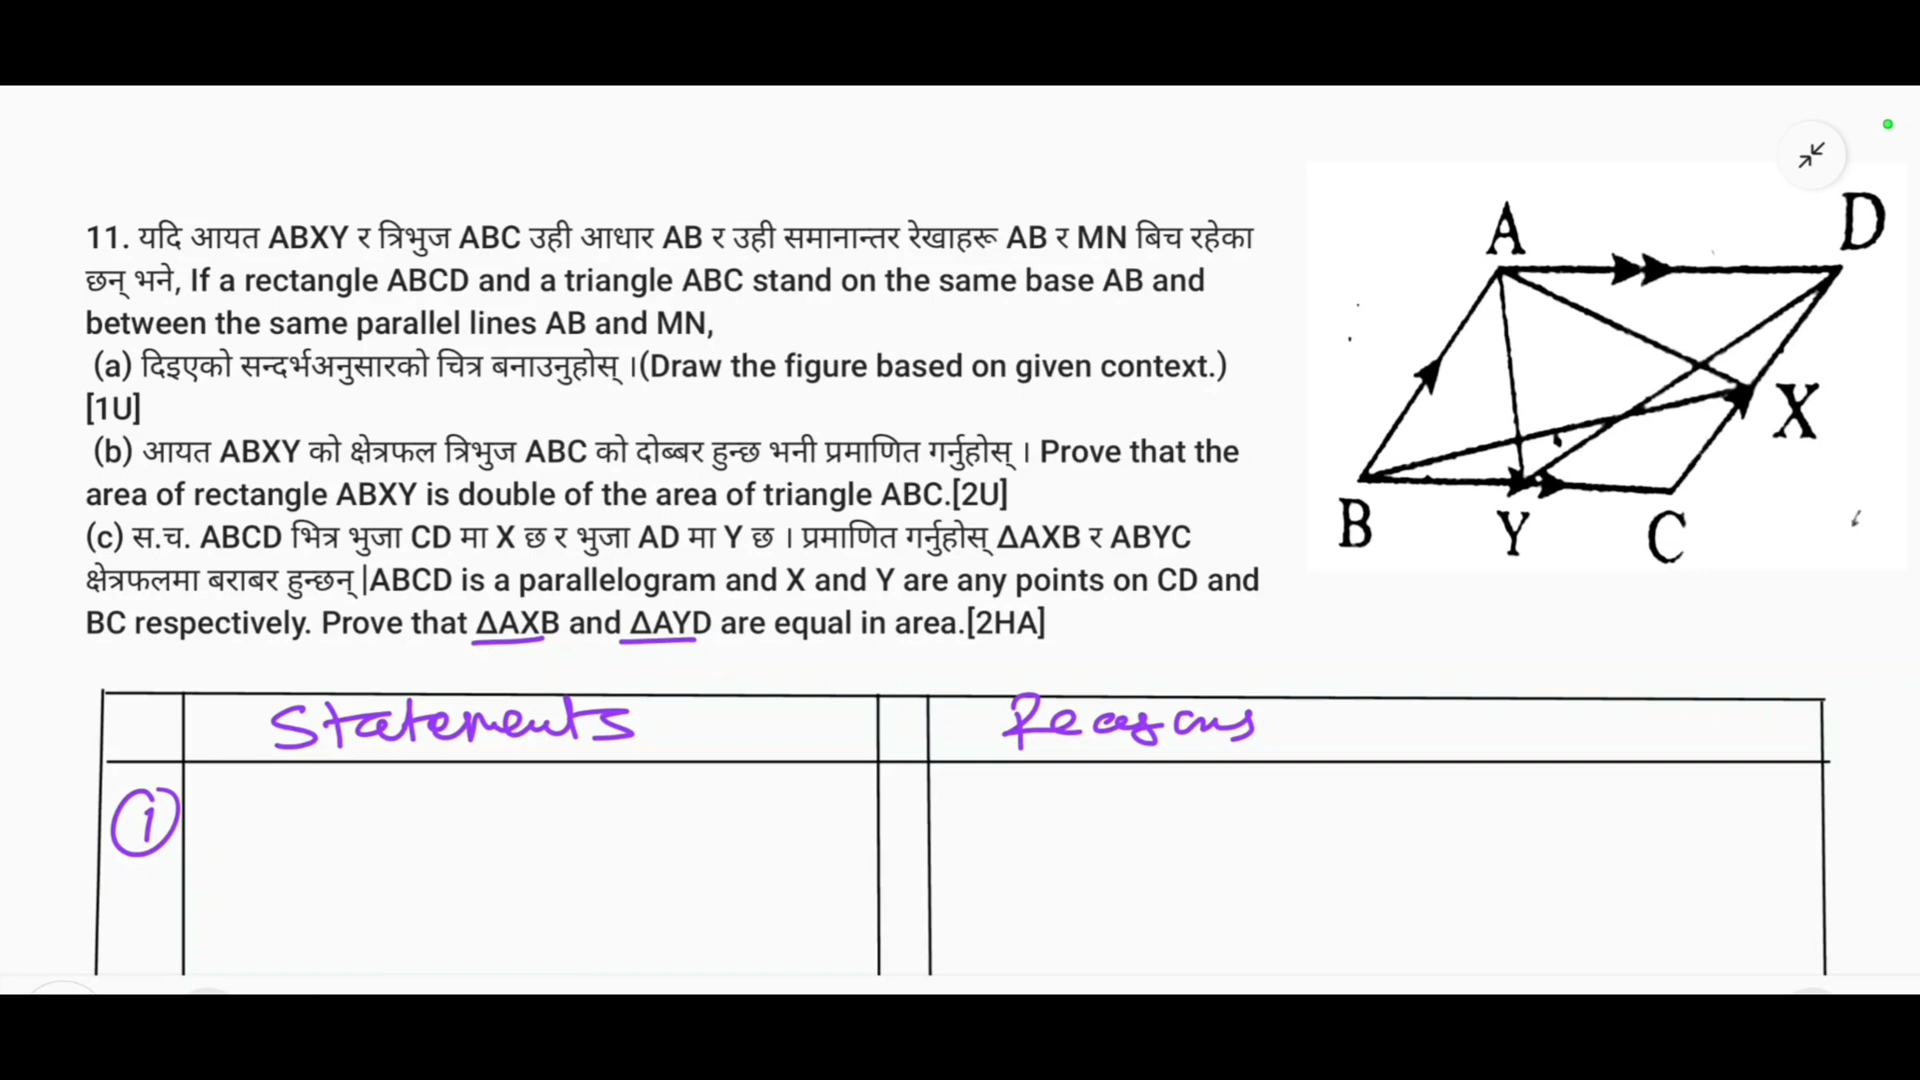 11. यदि आयत ABXY र त्रिभुज ABC उही आधार AB र उही समानान्तर रेखाहरू AB र MN बिच रहेका
छन् भने, If a rectangle ABCD and a triangle ABC stand on the same base AB and
between the same parallel lines AB and MN,
(a) दिइएको सन्दर्भअनुसारको चित्र बनाउनुहोस् ।(Draw the figure based on given context.)
[1U]
(b) आयत ABXY को क्षेत्रफल त्रिभुज ABC को दोब्बर हुन्छ भनी प्रमाणित गर्नुहोस् । Prove that the
area of rectangle ABXY is double of the area of triangle ABC.[2U]
(c) स.च. ABCD भित्र भुजा CD मा X छ र भुजा AD मा Y छ । प्रमाणित गर्नुहोस् ΔAXB र ABYC
क्षेत्रफलमा बराबर हुन्छन् |ABCD is a parallelogram and X and Y are any points on CD and
BC respectively. Prove that ΔAXB and ΔAYD are equal in area.[2HA]
A D
X
B Y C
Statements Reasons
1